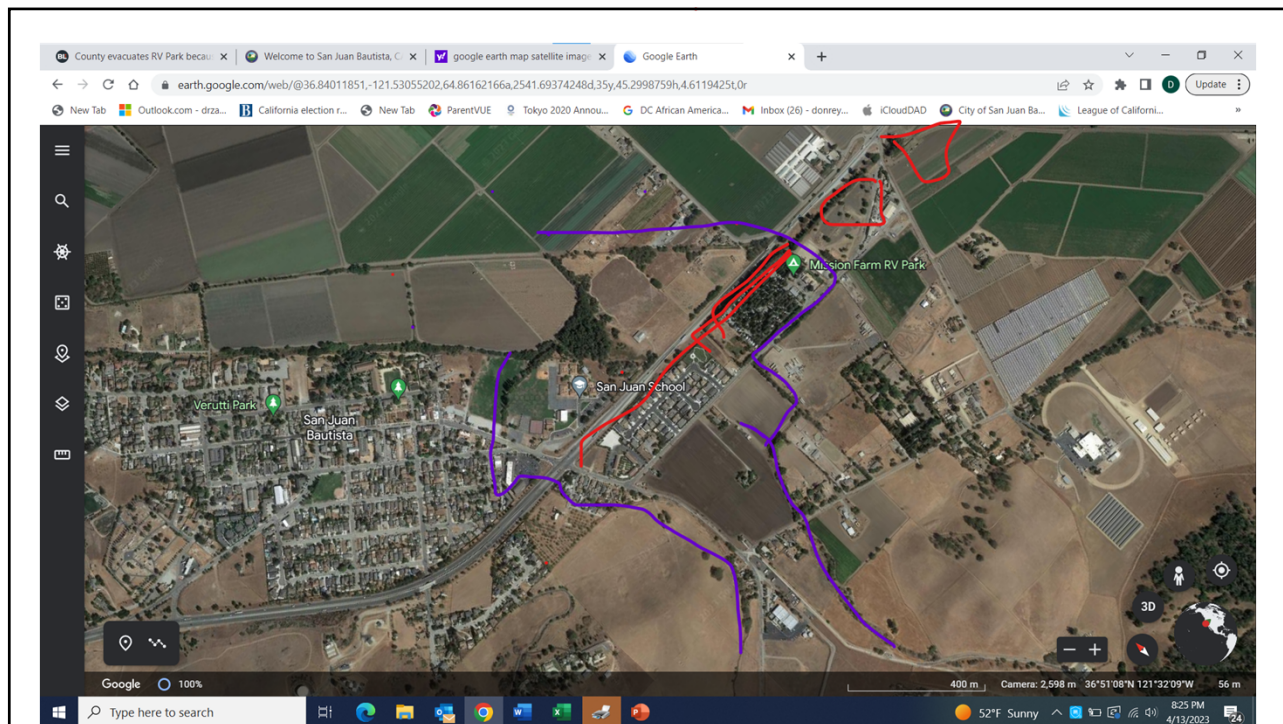 County evacuates RV Park becau
Welcome to San Juan Bautista, C
google earth map satellite image
Google Earth
earth.google.com/web/@36.84011851,-121.53055202,64.86162166a,2541.69374248d,35y,45.2998759h,4.6119425t,0r
D
Update
New Tab
Outlook.com - drza...
California election r...
New Tab
ParentVUE
Tokyo 2020 Annou...
DC African America...
Inbox (26) - donrey...
iCloudDAD
City of San Juan Ba...
League of Californi...
»
Mission Farm RV Park
San Juan School
Verutti Park
San Juan
Bautista
3D
Google
100%
400 m
Camera: 2,598 m
36°51'08"N 121°32'09"W
56 m
Type here to search
52°F Sunny
8:25 PM
4/13/2023
24